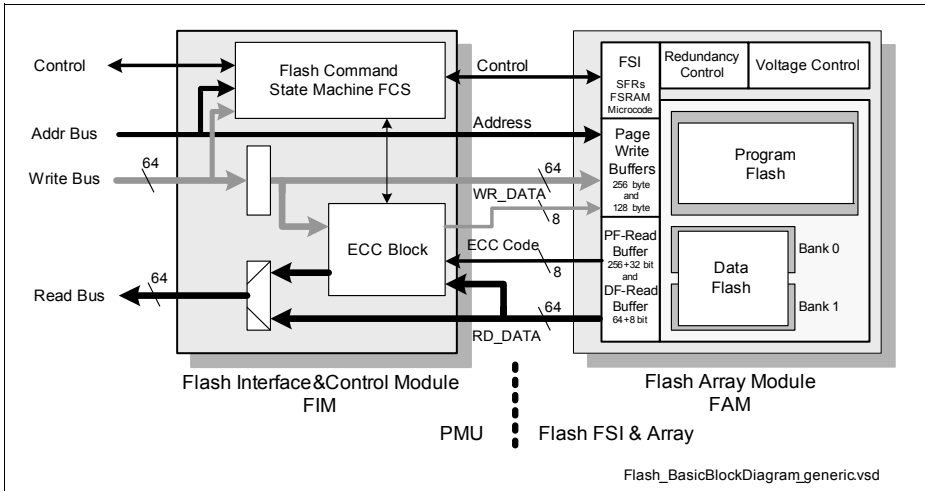 Control
Addr Bus
Write Bus
64
Read Bus
64
Flash Command
State Machine FCS
ECC Block
Control
Address
64
WR_DATA
8
ECC Code
8
64
RD_DATA
FSI
SFRs
FSRAM
Microcode
Redundancy
Control
Voltage Control
Page
Write
Buffers
256 byte
and
128 byte
PF-Read
Buffer
256+32 bit
and
DF-Read
Buffer
64+8 bit
Program
Flash
Data
Flash
Bank 0
Bank 1
Flash Interface&Control Module
FIM
Flash Array Module
FAM
PMU
Flash FSI & Array
Flash_BasicBlockDiagram_generic.vsd